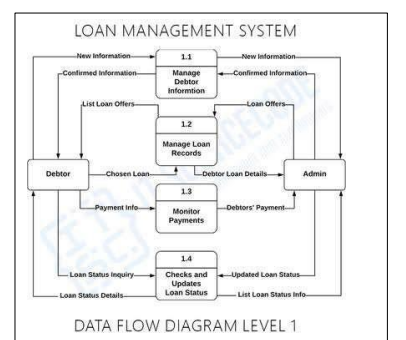 LOAN MANAGEMENT SYSTEM
1.1
New Information
New Information
Manage
Debtor
Informtion
Confirmed Information
Confirmed Information
List Loan Offers
Loan Offers
1.2
Manage Loan
Records
Debtor
Admin
Chosen Loan
Debtor Loan Details
1.3
Monitor
Payments
Payment Info
Debtors' Payment
1.4
Checks and
Updates
Loan Status
Loan Status Inquiry
Updated Loan Status
Loan Status Details
List Loan Status Info
DATA FLOW DIAGRAM LEVEL 1